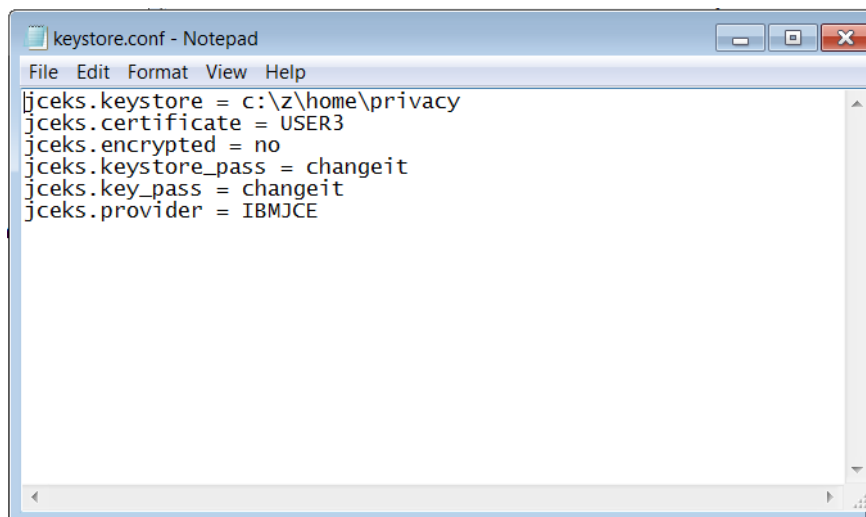 keystore.conf - Notepad
File Edit Format View Help
jceks.keystore = c:\z\home\privacy
jceks.certificate = USER3
jceks.encrypted = no
jceks.keystore_pass = changeit
jceks.key_pass = changeit
jceks.provider = IBMJCE